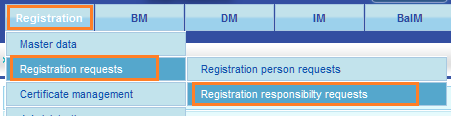 Registration BM DM IM BalM
Master data
Registration requests Registration person requests
Certificate management Registration responsibilty requests